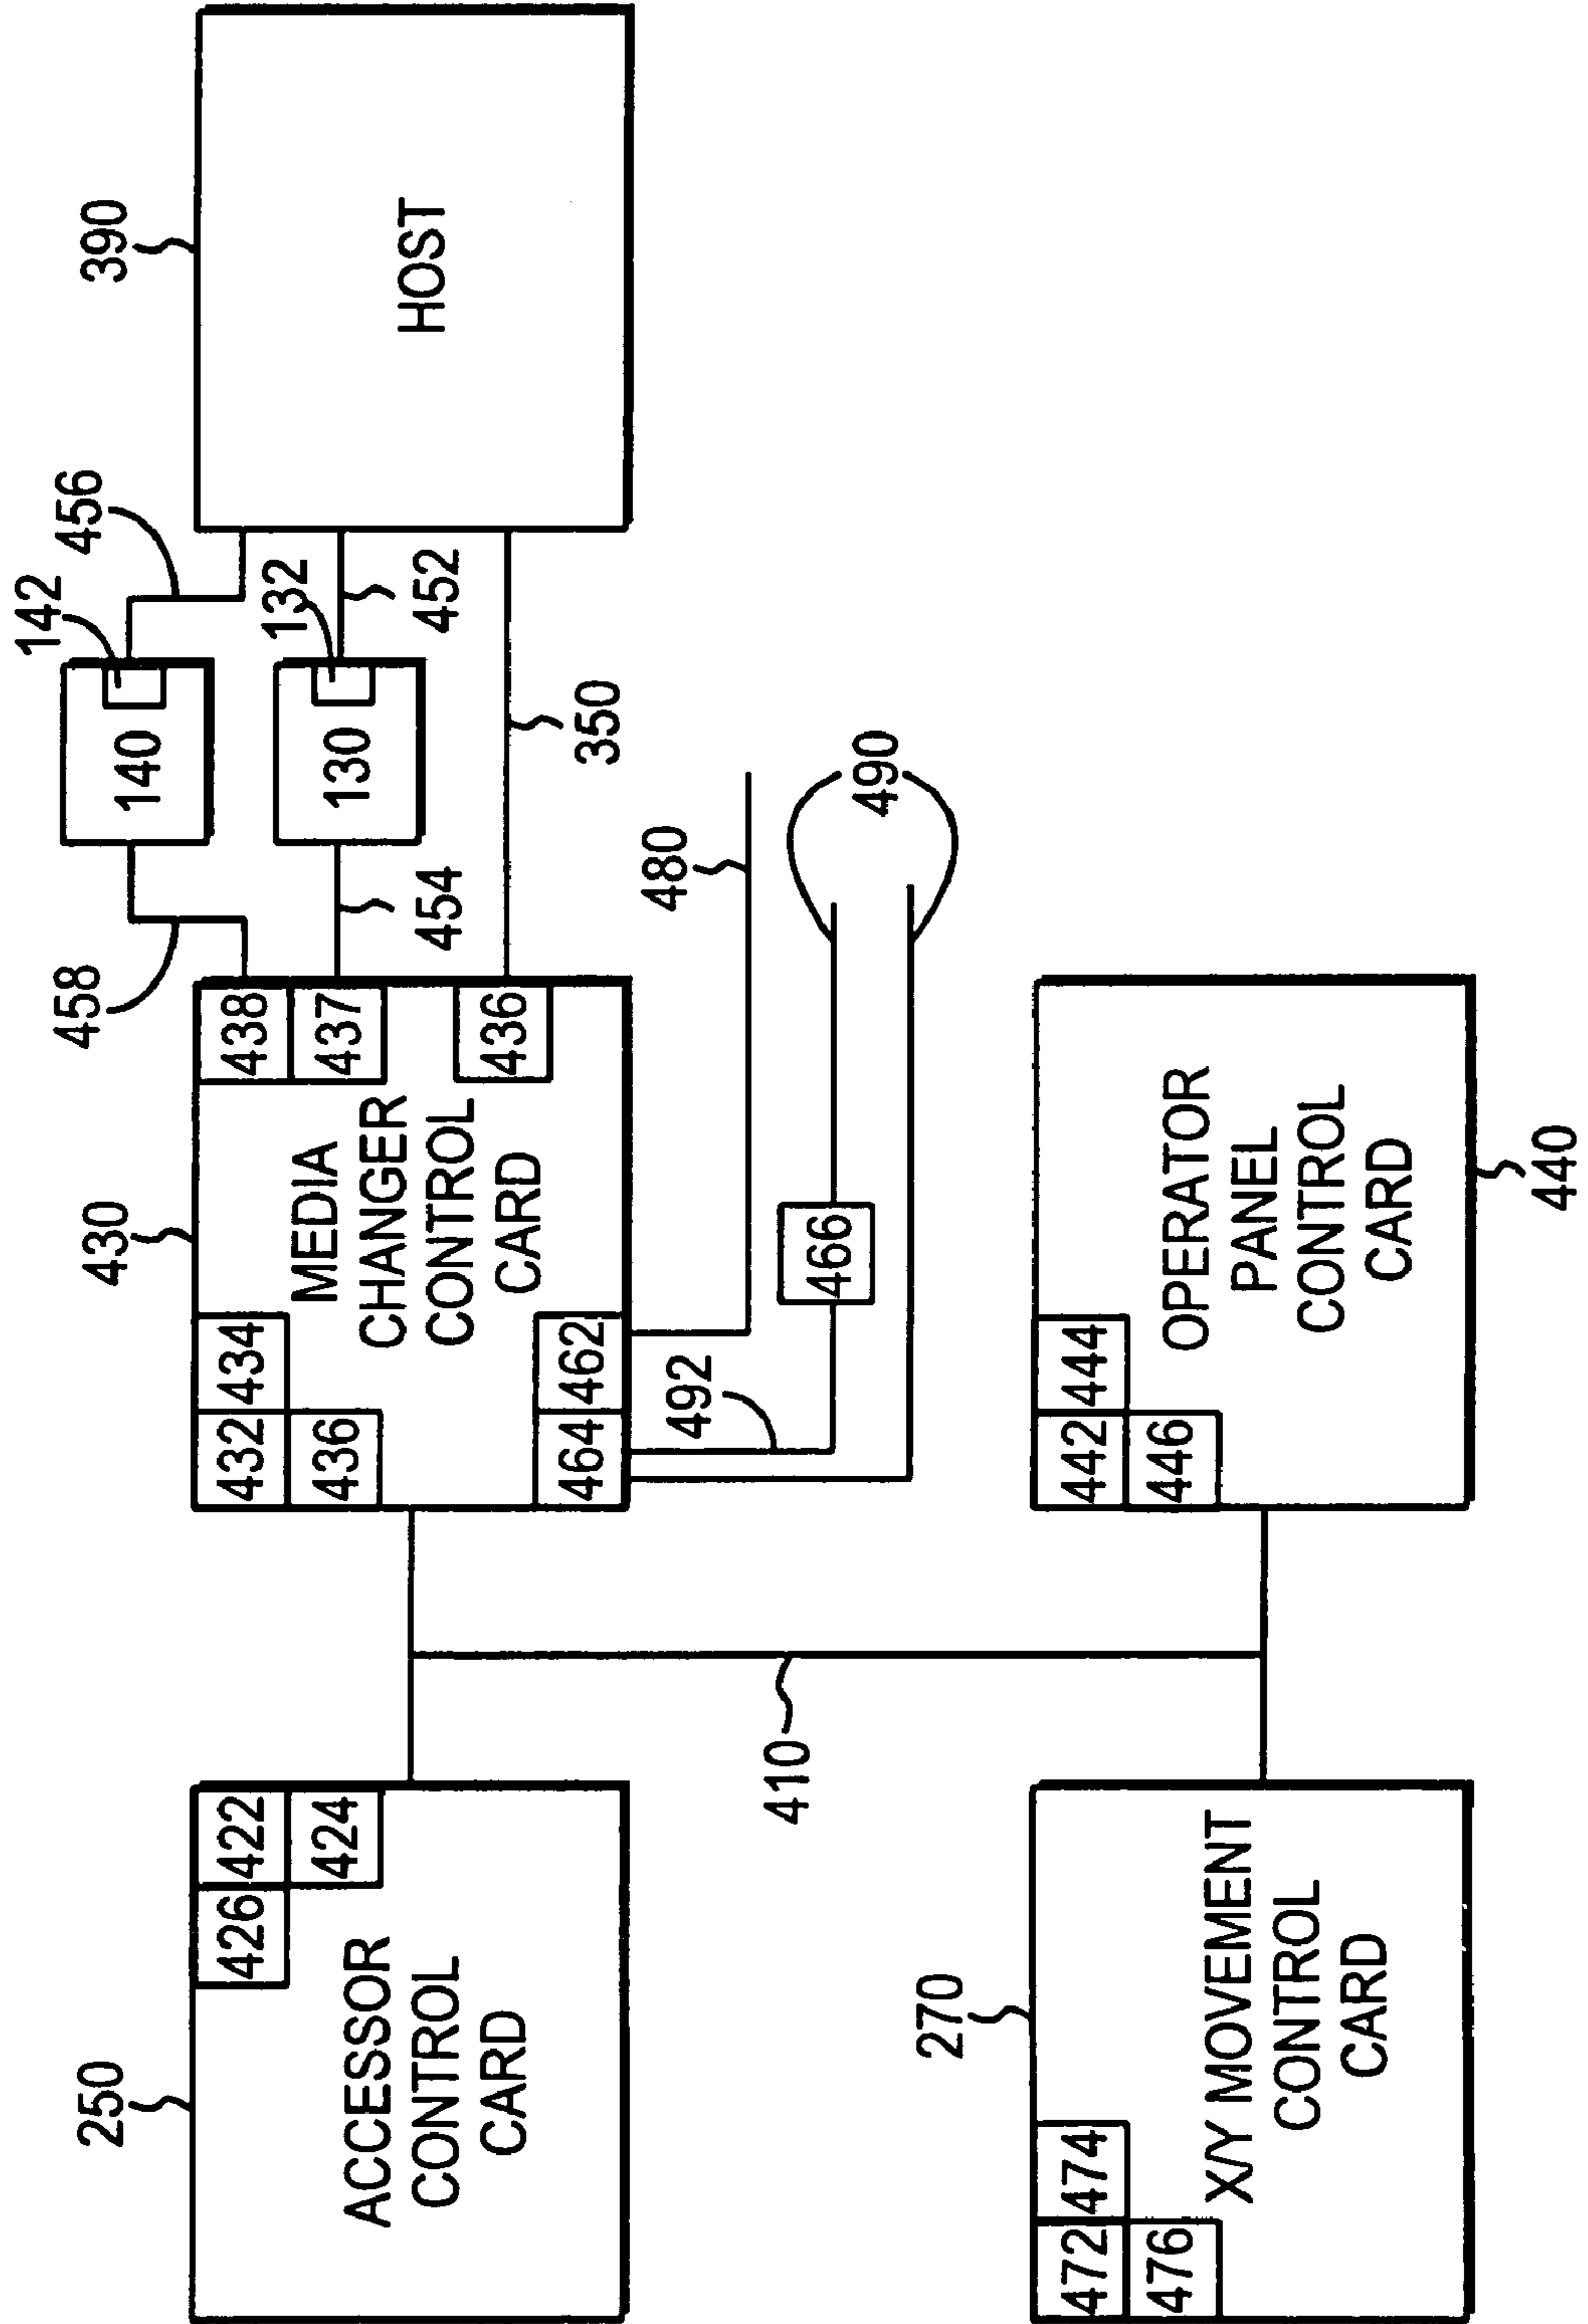 250
426
422
424
ACCESSOR
CONTROL
CARD
430
432
434
436
MEDIA
CHANGER
CONTROL
CARD
438
437
436
464
462
458
454
142
140
132
130
456
452
350
390
HOST
480
490
492
466
410
270
472
474
476
X/Y MOVEMENT
CONTROL
CARD
442
444
446
OPERATOR
PANEL
CONTROL
CARD
440